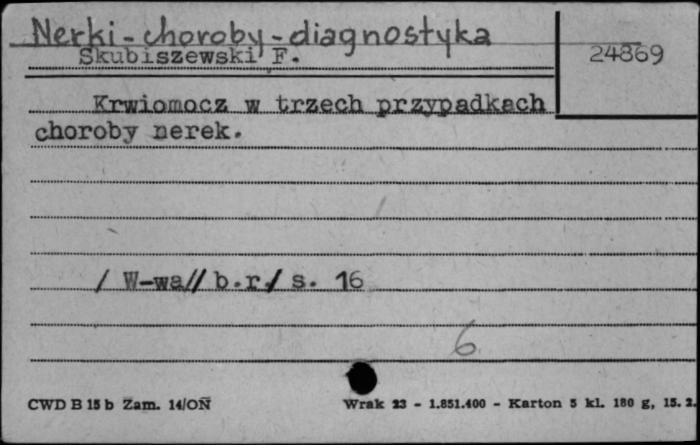 Nerki - choroby - diagnostyka
Skubiszewski F.
24869
Krwiomocz w trzech przypadkach
choroby nerek.
/ W-wa// b.r./ s. 16
6
CWD B 15 b Zam. 14/OŃ
Wrak 23 - 1.851.400 - Karton 5 kl. 180 g, 15. 2.